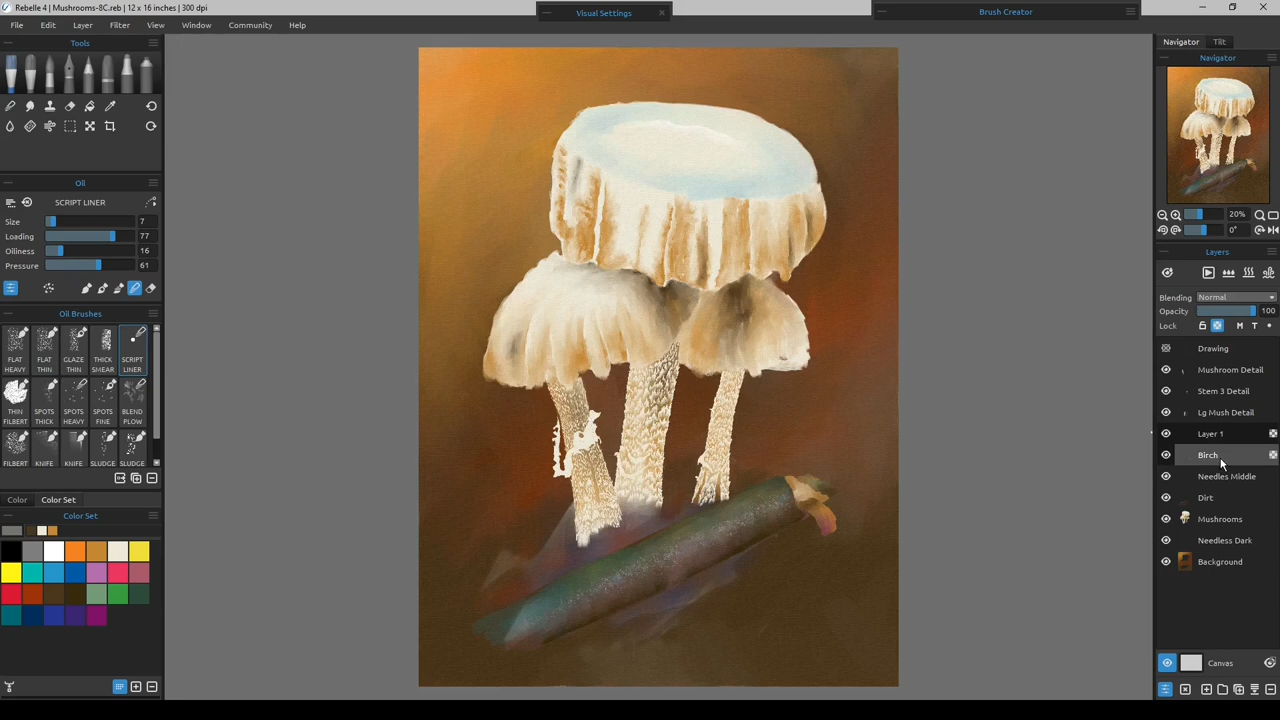 Rebelle 4 | Mushrooms-8C.reb | 12 x 16 inches | 300 dpi
Visual Settings
Brush Creator
File Edit Layer Filter View Window Community Help
Tools
Oil
SCRIPT LINER
Size 7
Loading 77
Oiliness 16
Pressure 61
Oil Brushes
FLAT HEAVY
FLAT THIN
GLAZE THIN
THICK SMEAR
SCRIPT LINER
THIN FILBERT
SPOTS THICK
SPOTS HEAVY
SPOTS FINE
BLEND PLOW
FILBERT KNIFE KNIFE SLUDGE SLUDGE
Color Color Set
Color Set
Navigator Tilt
Navigator
20%
0°
Layers
Blending Normal
Opacity 100
Lock M T
Drawing
Mushroom Detail
Stem 3 Detail
Lg Mush Detail
Layer 1
Birch
Needles Middle
Dirt
Mushrooms
Needless Dark
Background
Canvas